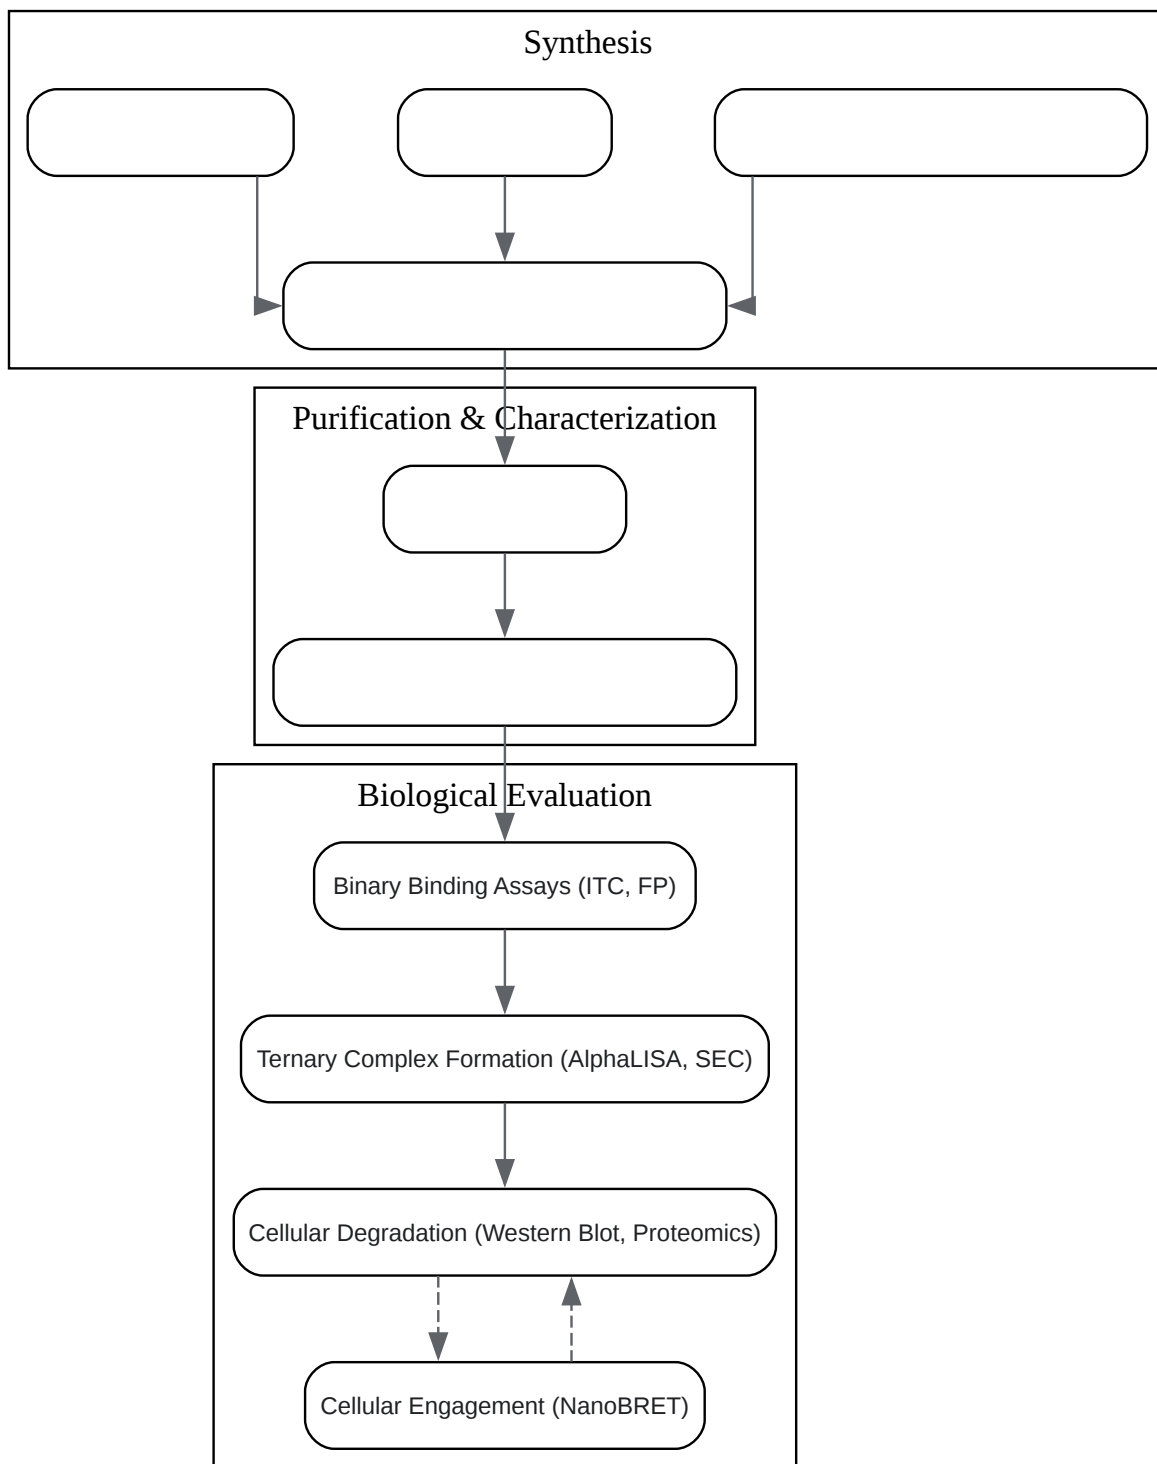 Synthesis
Purification & Characterization
Biological Evaluation
Binary Binding Assays (ITC, FP)
Ternary Complex Formation (AlphaLISA, SEC)
Cellular Degradation (Western Blot, Proteomics)
Cellular Engagement (NanoBRET)